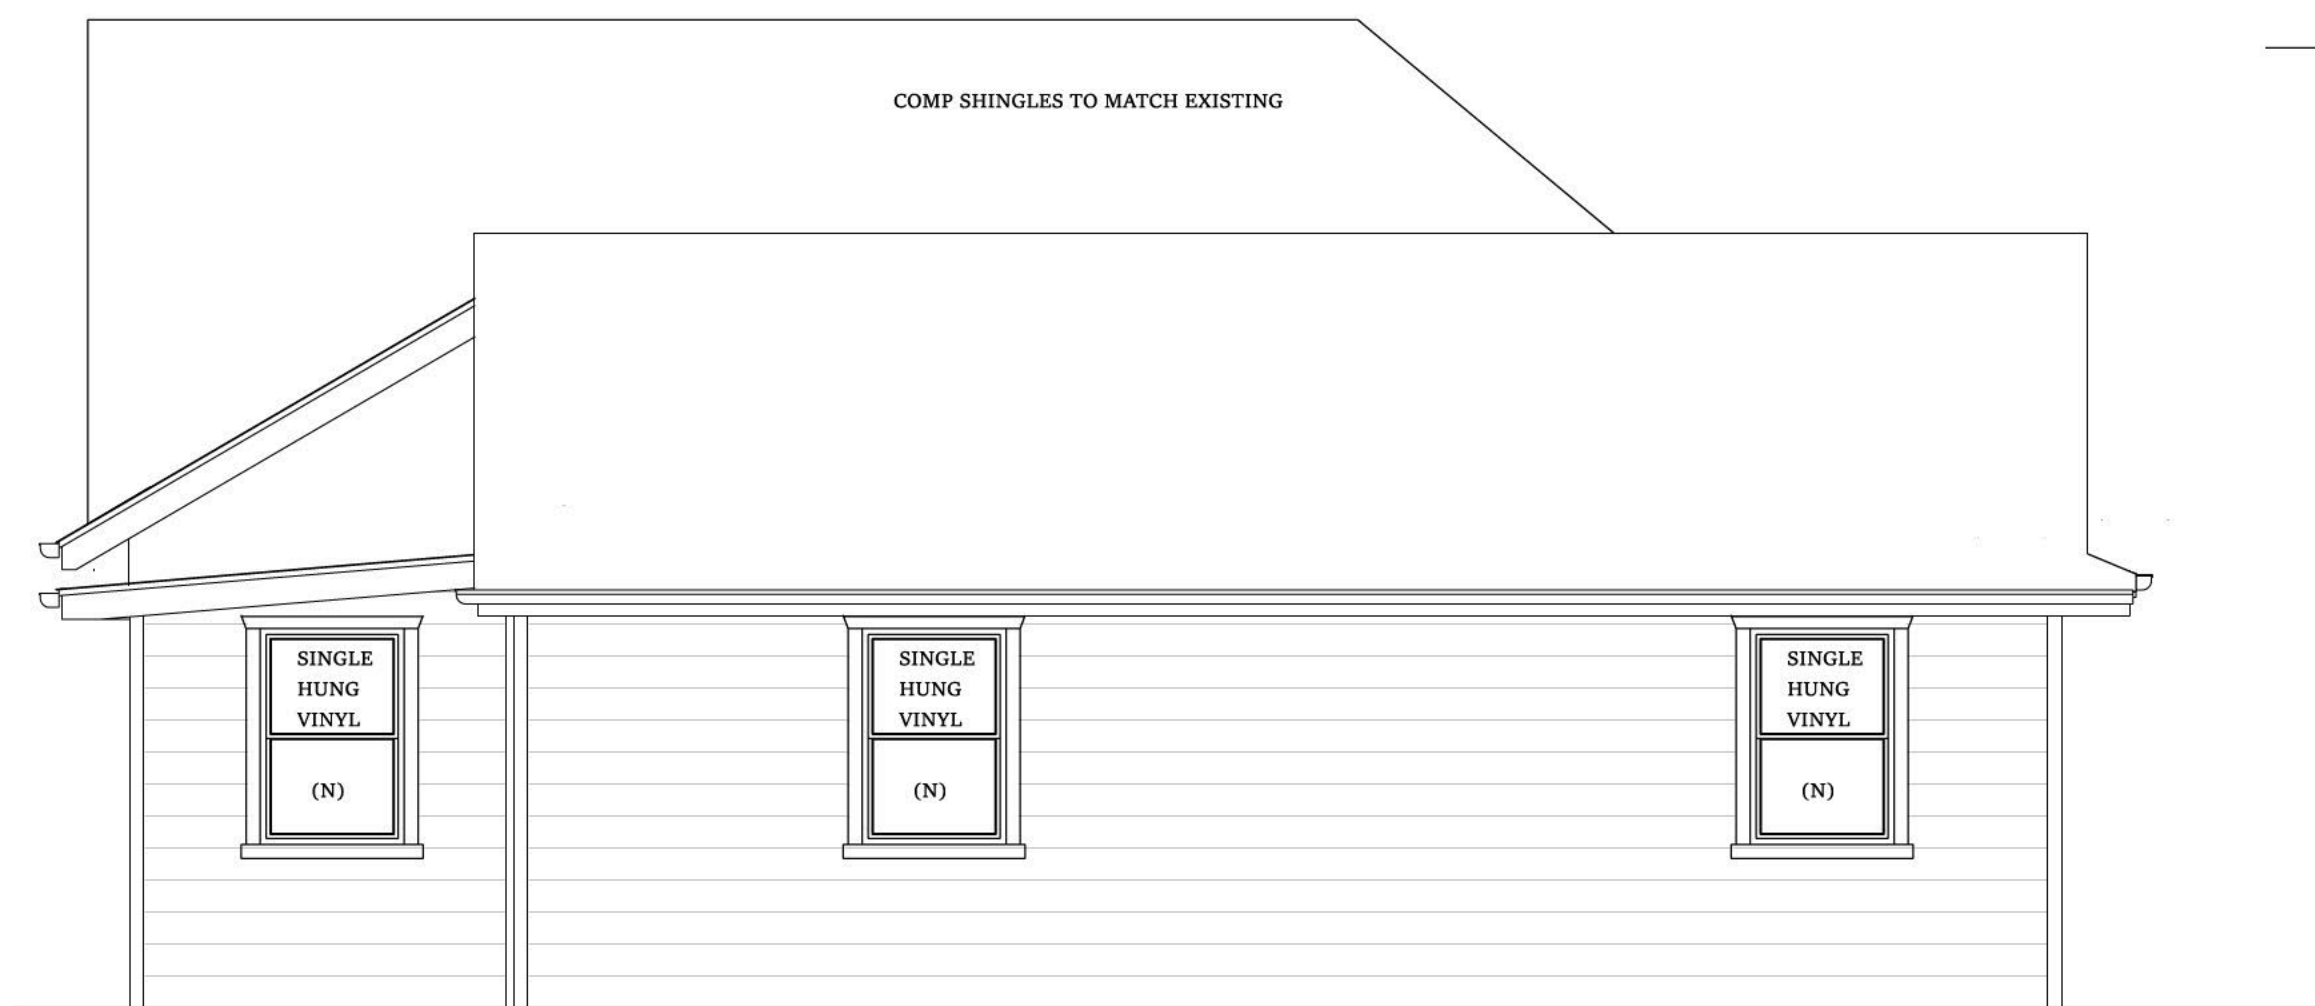 COMP SHINGLES TO MATCH EXISTING
SINGLE
HUNG
VINYL
(N)
SINGLE
HUNG
VINYL
(N)
SINGLE
HUNG
VINYL
(N)